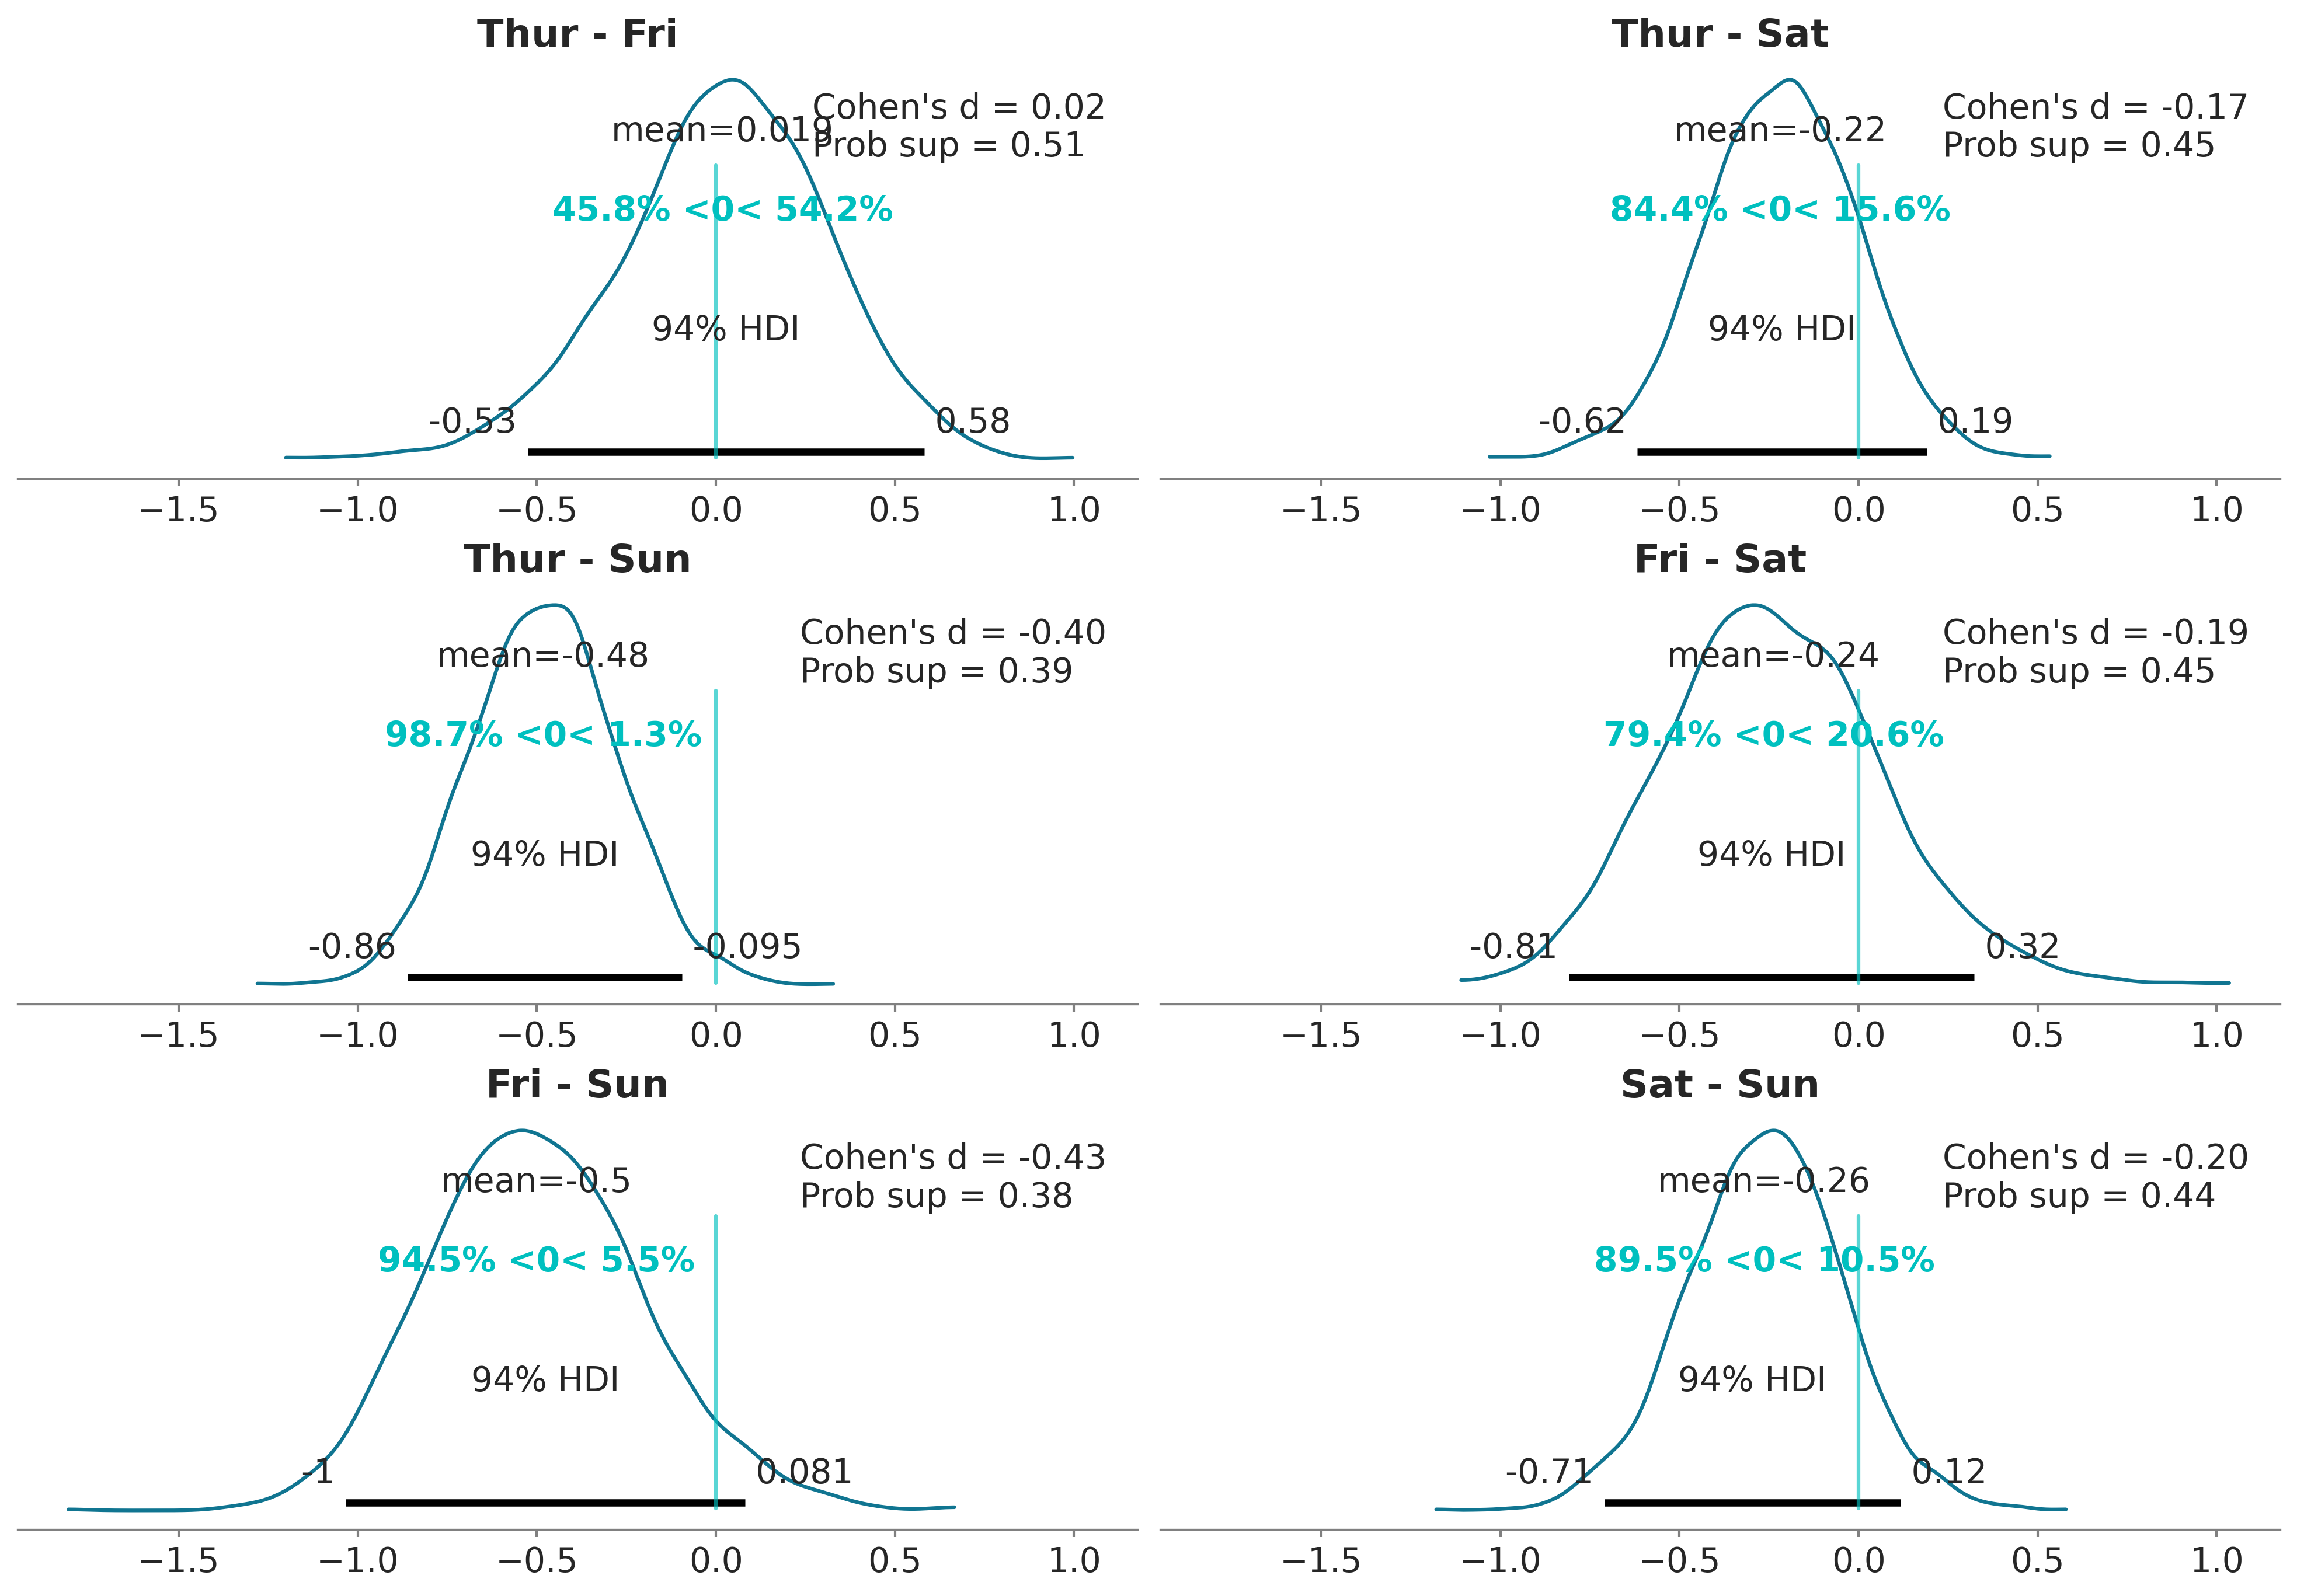 Thur - Fri
Cohen's d = 0.02
mean=0.019
Prob sup = 0.51
45.8% <0< 54.2%
94% HDI
-0.53
0.58
−1.5 −1.0 −0.5 0.0 0.5 1.0
Thur - Sat
Cohen's d = -0.17
mean=-0.22
Prob sup = 0.45
84.4% <0< 15.6%
94% HDI
-0.62
0.19
−1.5 −1.0 −0.5 0.0 0.5 1.0
Thur - Sun
Cohen's d = -0.40
mean=-0.48
Prob sup = 0.39
98.7% <0< 1.3%
94% HDI
-0.86
-0.095
−1.5 −1.0 −0.5 0.0 0.5 1.0
Fri - Sat
Cohen's d = -0.19
mean=-0.24
Prob sup = 0.45
79.4% <0< 20.6%
94% HDI
-0.81
0.32
−1.5 −1.0 −0.5 0.0 0.5 1.0
Fri - Sun
Cohen's d = -0.43
mean=-0.5
Prob sup = 0.38
94.5% <0< 5.5%
94% HDI
-1
0.081
−1.5 −1.0 −0.5 0.0 0.5 1.0
Sat - Sun
Cohen's d = -0.20
mean=-0.26
Prob sup = 0.44
89.5% <0< 10.5%
94% HDI
-0.71
0.12
−1.5 −1.0 −0.5 0.0 0.5 1.0